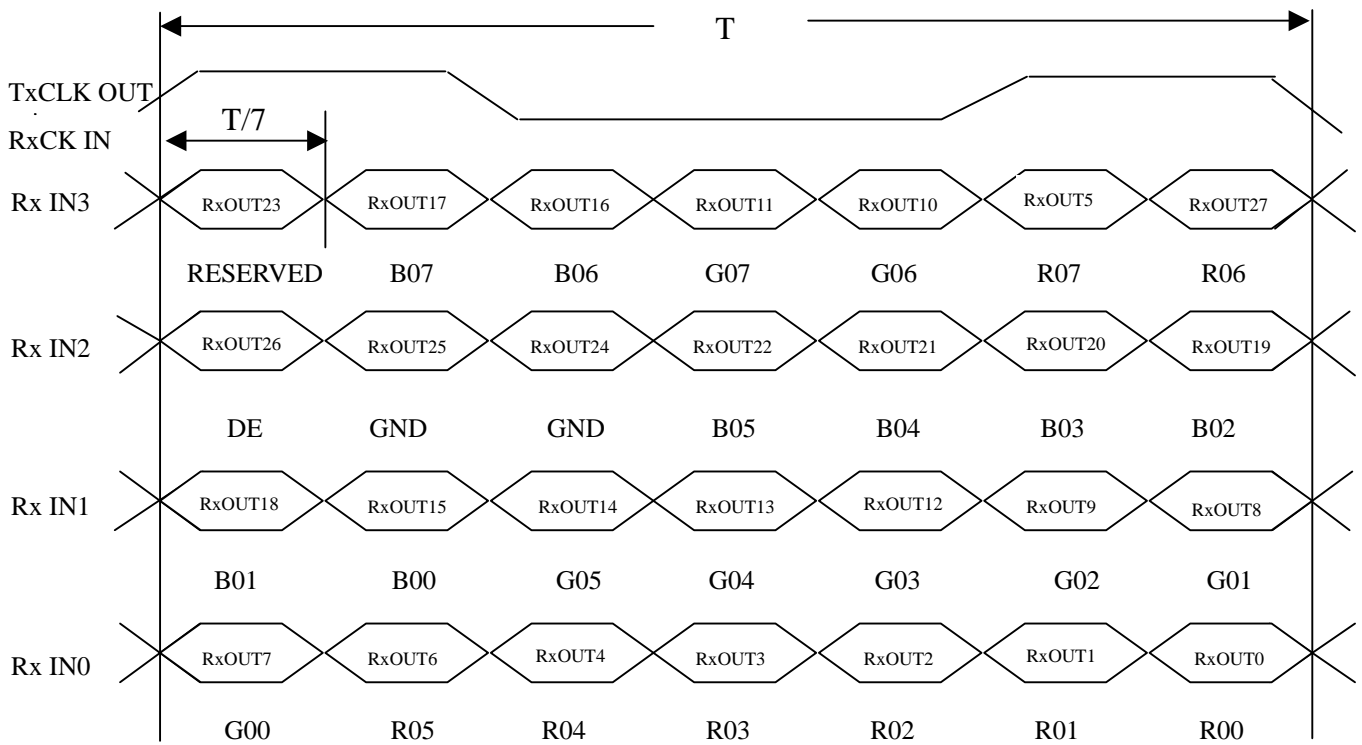 T
TxCLK OUT
T/7
RxCK IN
Rx IN3 RxOUT23 RxOUT17 RxOUT16 RxOUT11 RxOUT10 RxOUT5 RxOUT27
RESERVED B07 B06 G07 G06 R07 R06
Rx IN2 RxOUT26 RxOUT25 RxOUT24 RxOUT22 RxOUT21 RxOUT20 RxOUT19
DE GND GND B05 B04 B03 B02
Rx IN1 RxOUT18 RxOUT15 RxOUT14 RxOUT13 RxOUT12 RxOUT9 RxOUT8
B01 B00 G05 G04 G03 G02 G01
Rx IN0 RxOUT7 RxOUT6 RxOUT4 RxOUT3 RxOUT2 RxOUT1 RxOUT0
G00 R05 R04 R03 R02 R01 R00